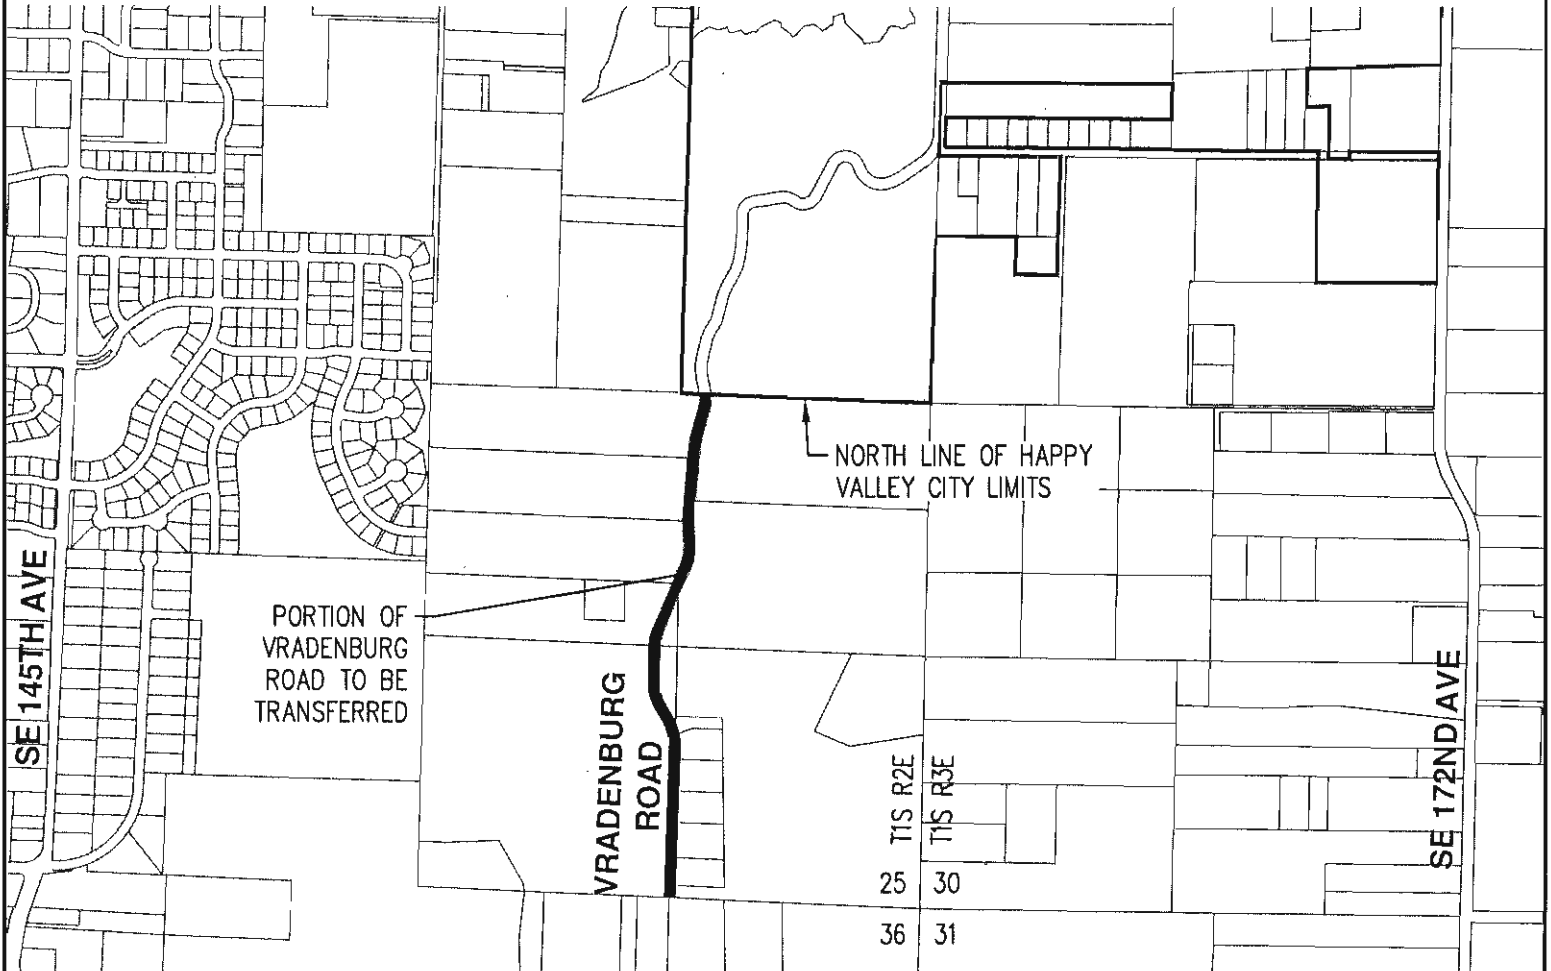 NORTH LINE OF HAPPY
VALLEY CITY LIMITS
SE 145TH AVE
PORTION OF
VRADENBURG
ROAD TO BE
TRANSFERRED
VRADENBURG
ROAD
T1S R2E
T1S R3E
SE 172ND AVE
25 30
36 31